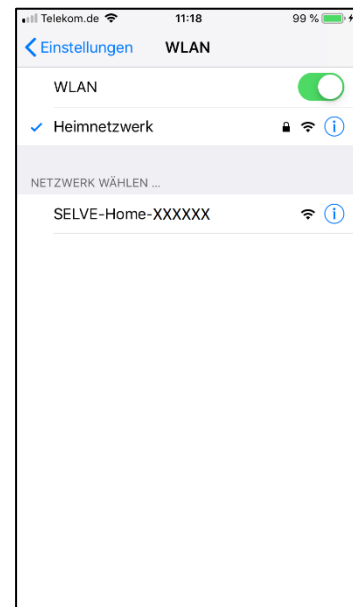 Telekom.de 11:18 99 %
Einstellungen WLAN
WLAN
Heimnetzwerk
NETZWERK WÄHLEN ...
SELVE-Home-XXXXXX